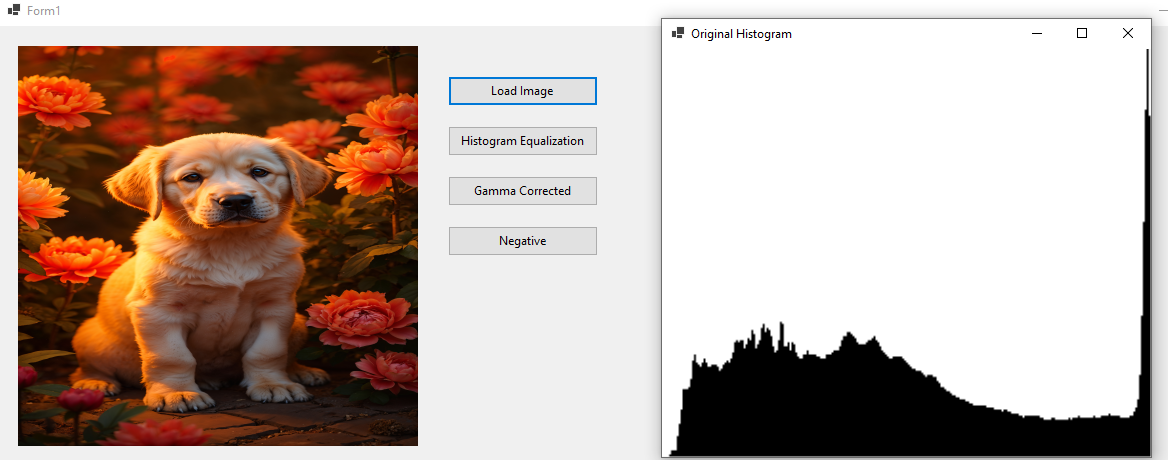 Form1
Load Image
Histogram Equalization
Gamma Corrected
Negative
Original Histogram